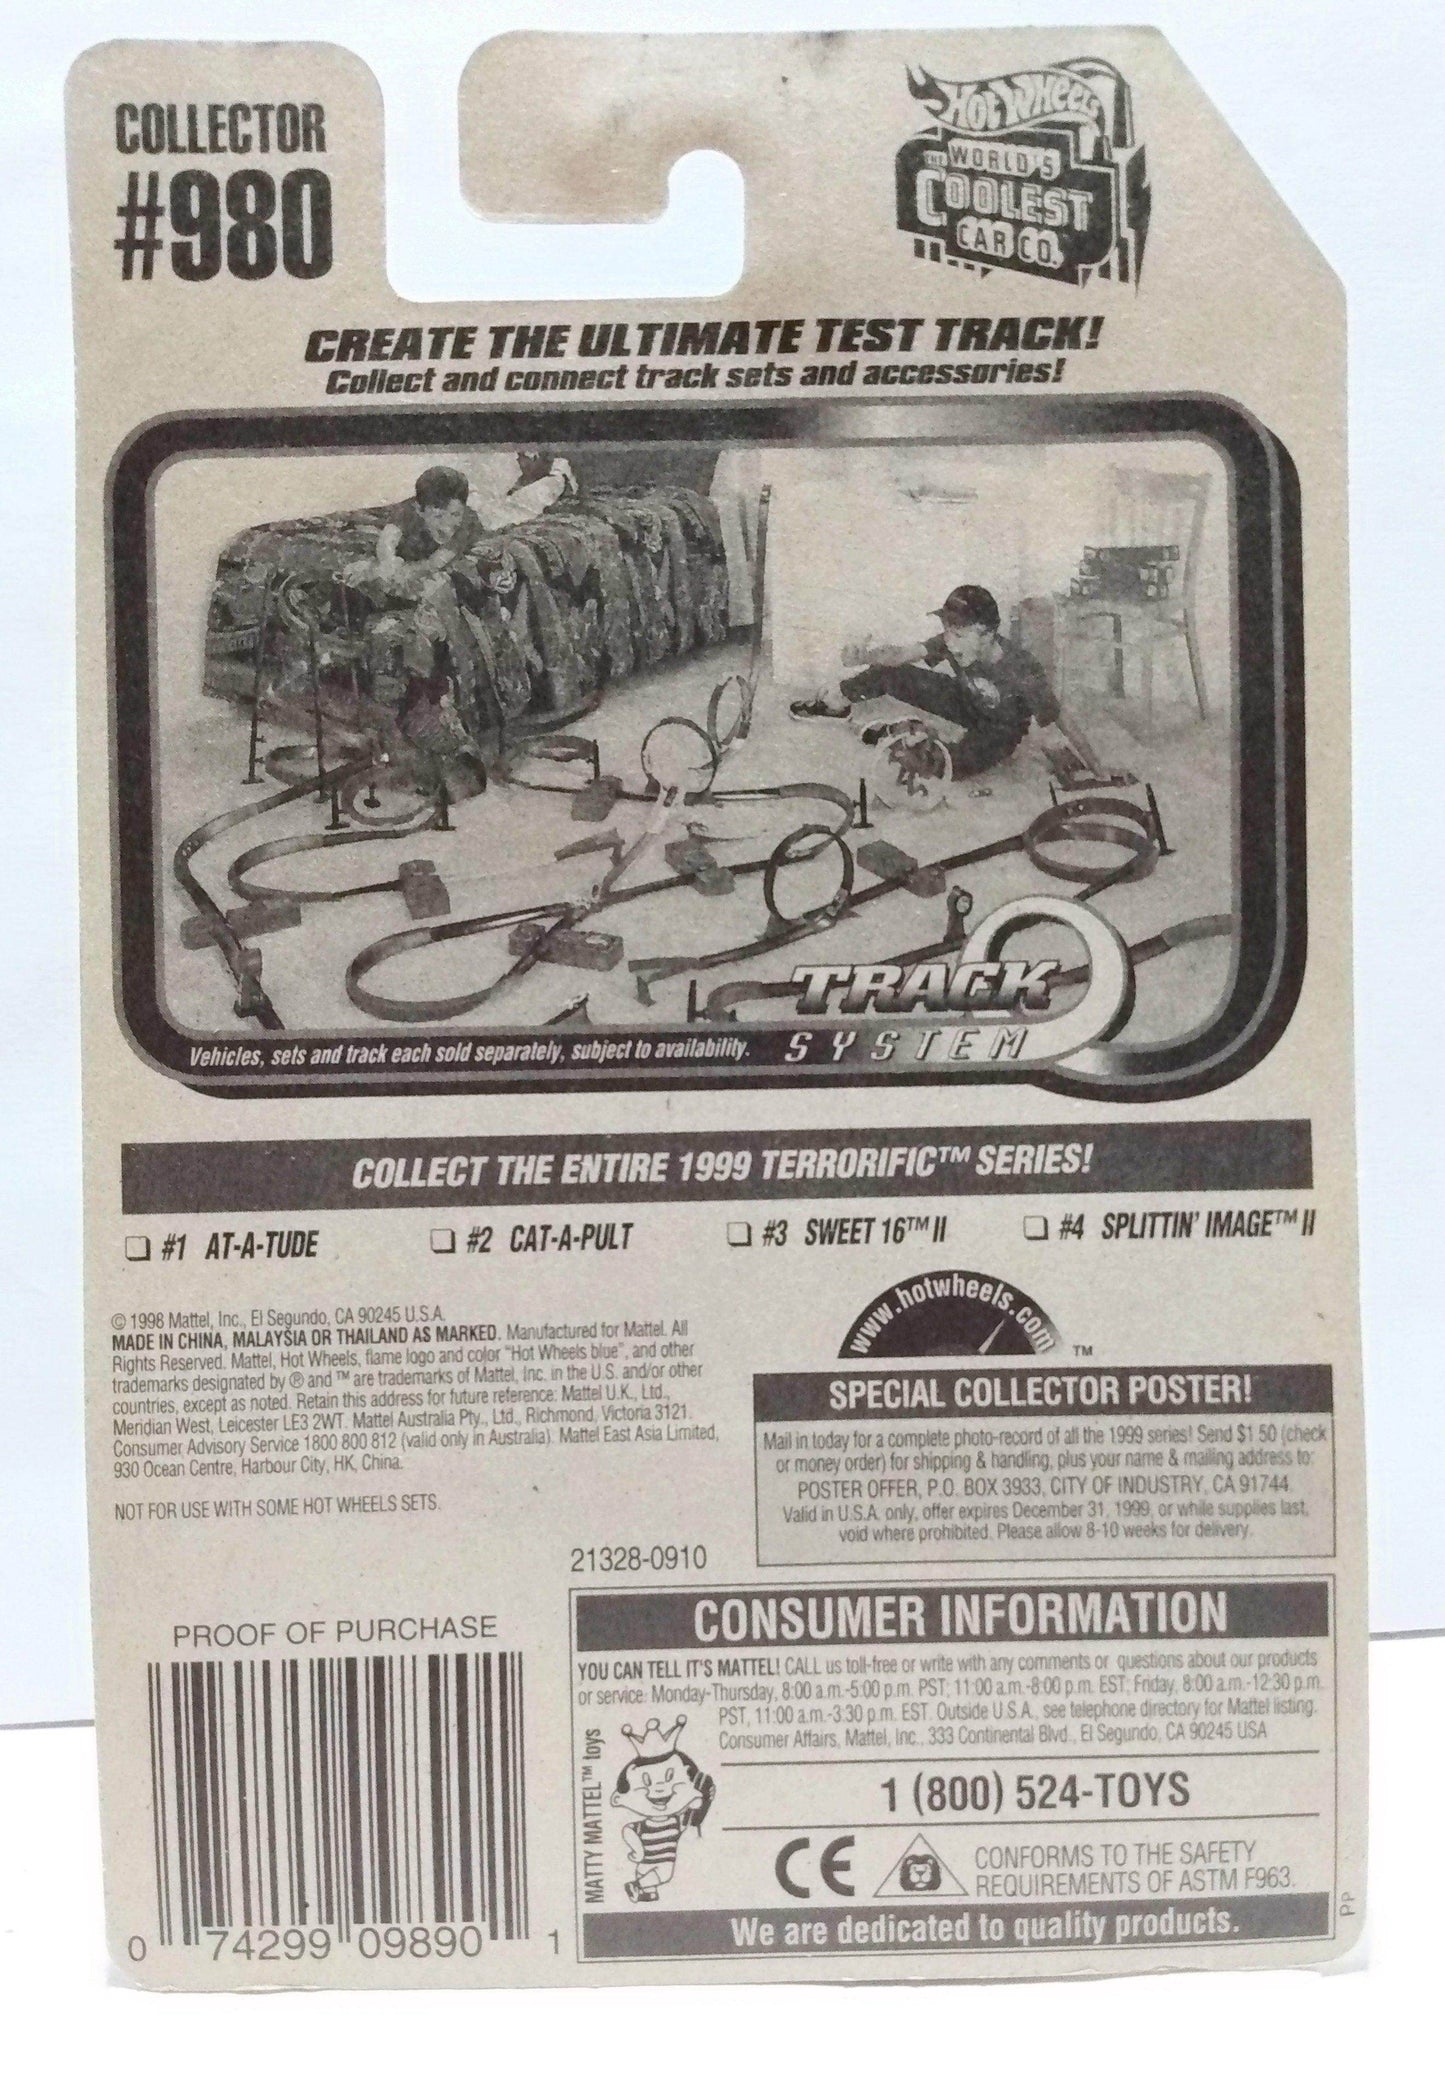 COLLECTOR
#980
HOT WHEELS
THE WORLD'S
COOLEST
CAR CO.™
CREATE THE ULTIMATE TEST TRACK!
Collect and connect track sets and accessories!
TRACK
SYSTEM
Vehicles, sets and track each sold separately, subject to availability.
COLLECT THE ENTIRE 1999 TERRORIFIC™ SERIES!
#1 AT-A-TUDE
#2 CAT-A-PULT
#3 SWEET 16™ II
#4 SPLITTIN' IMAGE™ II
© 1998 Mattel, Inc., El Segundo, CA 90245 U.S.A.
MADE IN CHINA, MALAYSIA OR THAILAND AS MARKED. Manufactured for Mattel. All
Rights Reserved. Mattel, Hot Wheels, flame logo and color "Hot Wheels blue", and other
trademarks designated by ® and ™ are trademarks of Mattel, Inc. in the U.S. and/or other
countries, except as noted. Retain this address for future reference: Mattel U.K., Ltd.,
Meridian West, Leicester LE3 2WT. Mattel Australia Pty., Ltd., Richmond, Victoria 3121.
Consumer Advisory Service 1800 800 812 (valid only in Australia). Mattel East Asia Limited,
930 Ocean Centre, Harbour City, HK, China.
NOT FOR USE WITH SOME HOT WHEELS SETS.
www.hotwheels.com
™
SPECIAL COLLECTOR POSTER!
Mail in today for a complete photo-record of all the 1999 series! Send $1.50 (check
or money order) for shipping & handling, plus your name & mailing address to:
POSTER OFFER, P.O. BOX 3933, CITY OF INDUSTRY, CA 91744.
Valid in U.S.A. only, offer expires December 31, 1999, or while supplies last,
void where prohibited. Please allow 8-10 weeks for delivery.
21328-0910
PROOF OF PURCHASE
0 74299 09890 1
CONSUMER INFORMATION
YOU CAN TELL IT'S MATTEL! CALL us toll-free or write with any comments or questions about our products
or service: Monday-Thursday, 8:00 a.m.-5:00 p.m. PST; 11:00 a.m.-8:00 p.m. EST; Friday, 8:00 a.m.-12:30 p.m.
PST, 11:00 a.m.-3:30 p.m. EST. Outside U.S.A., see telephone directory for Mattel listing.
Consumer Affairs, Mattel, Inc., 333 Continental Blvd., El Segundo, CA 90245 USA
MATTY MATTEL™ toys
1 (800) 524-TOYS
CE
CONFORMS TO THE SAFETY
REQUIREMENTS OF ASTM F963.
We are dedicated to quality products.
PP